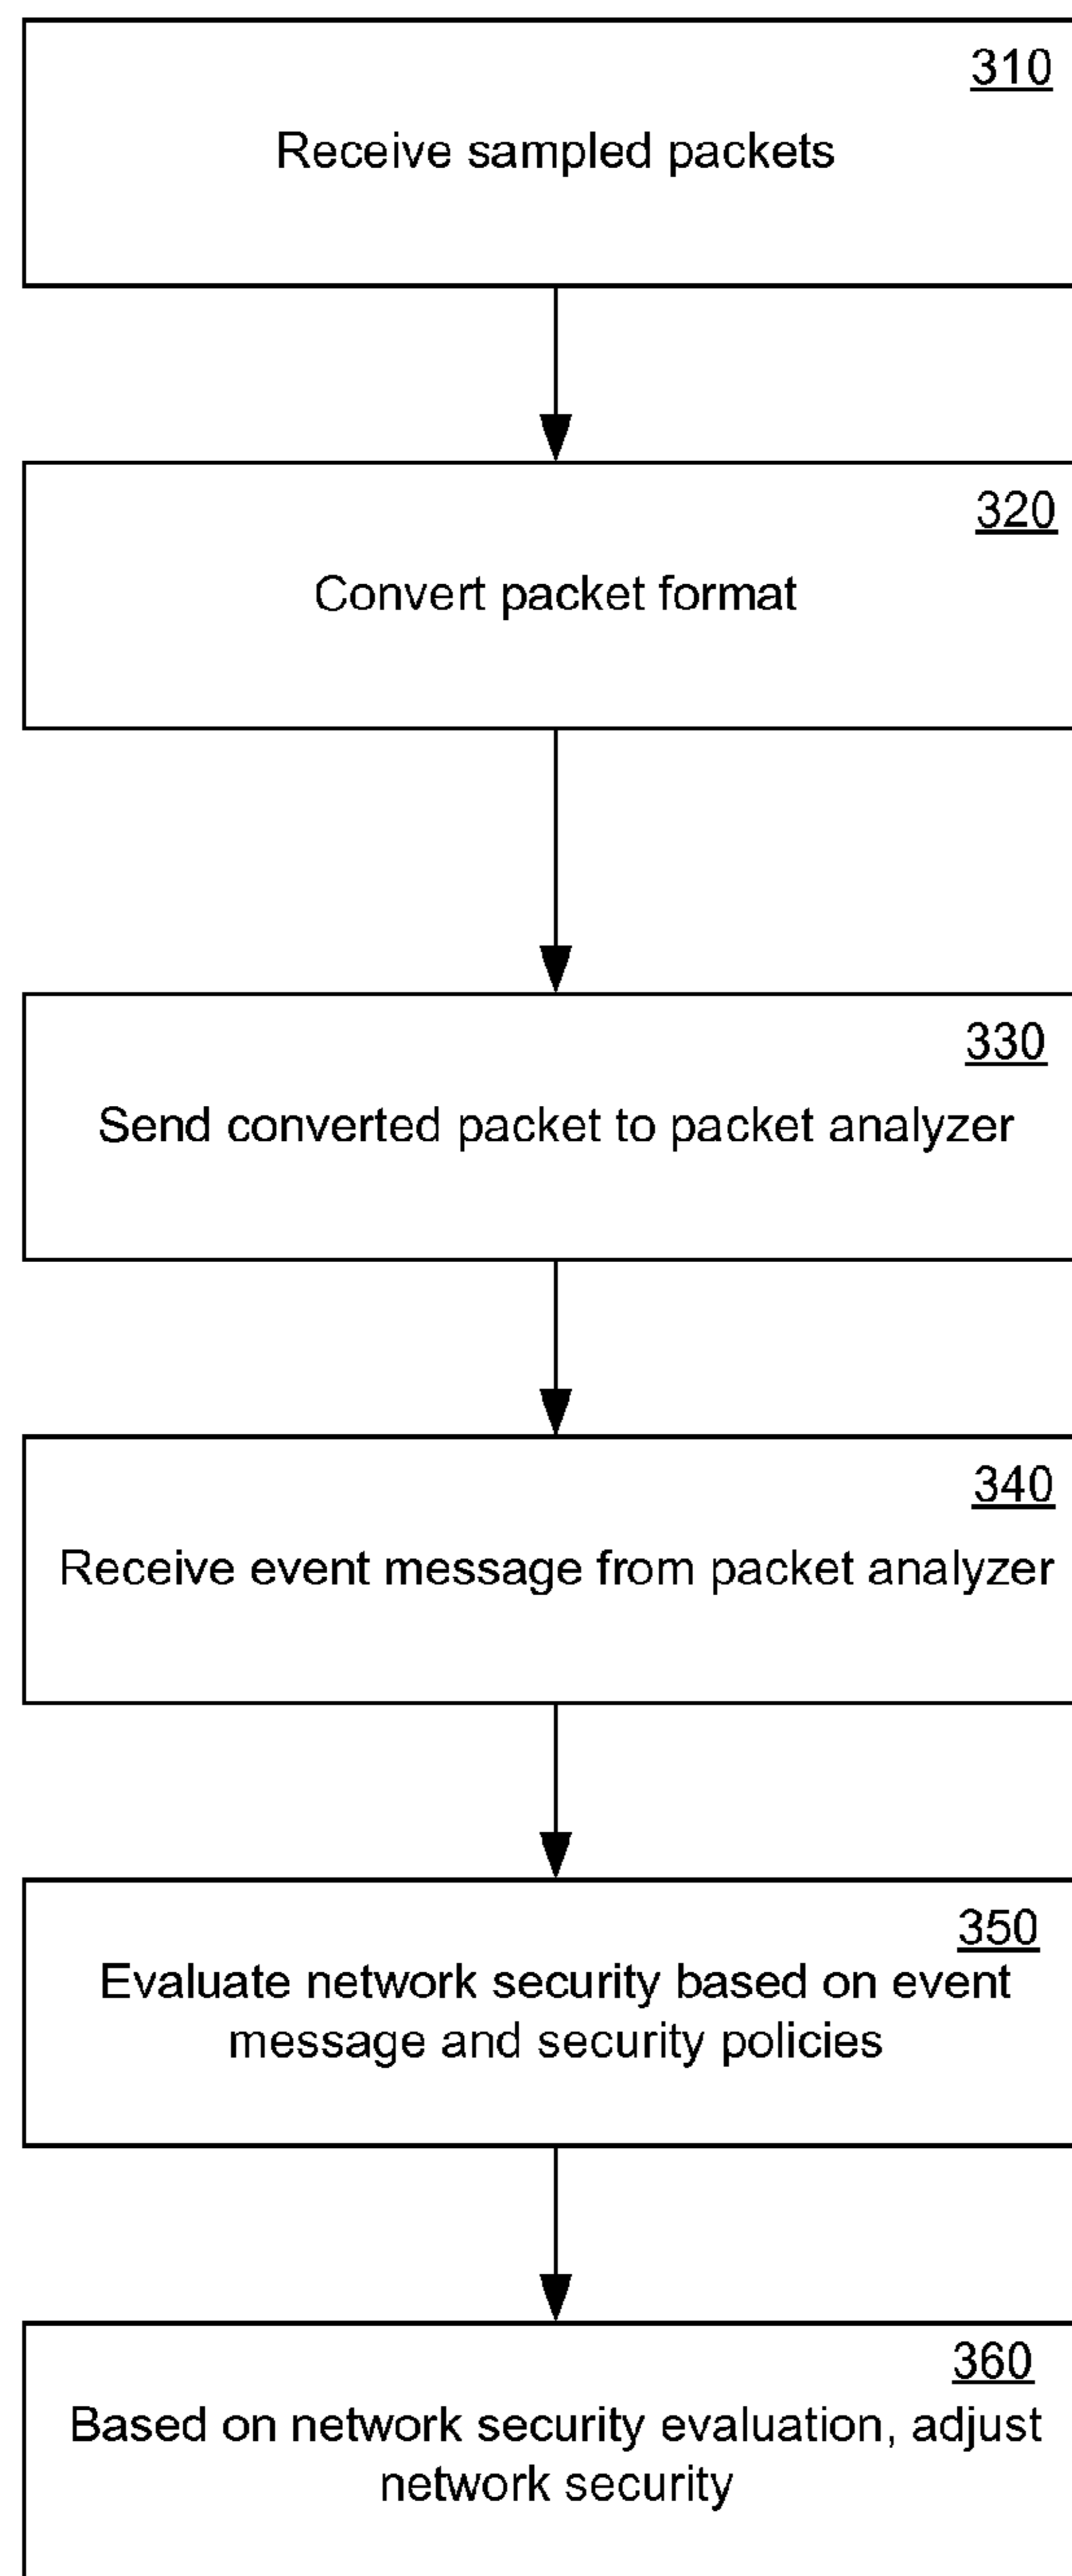 310
Receive sampled packets
320
Convert packet format
330
Send converted packet to packet analyzer
340
Receive event message from packet analyzer
350
Evaluate network security based on event
message and security policies
360
Based on network security evaluation, adjust
network security